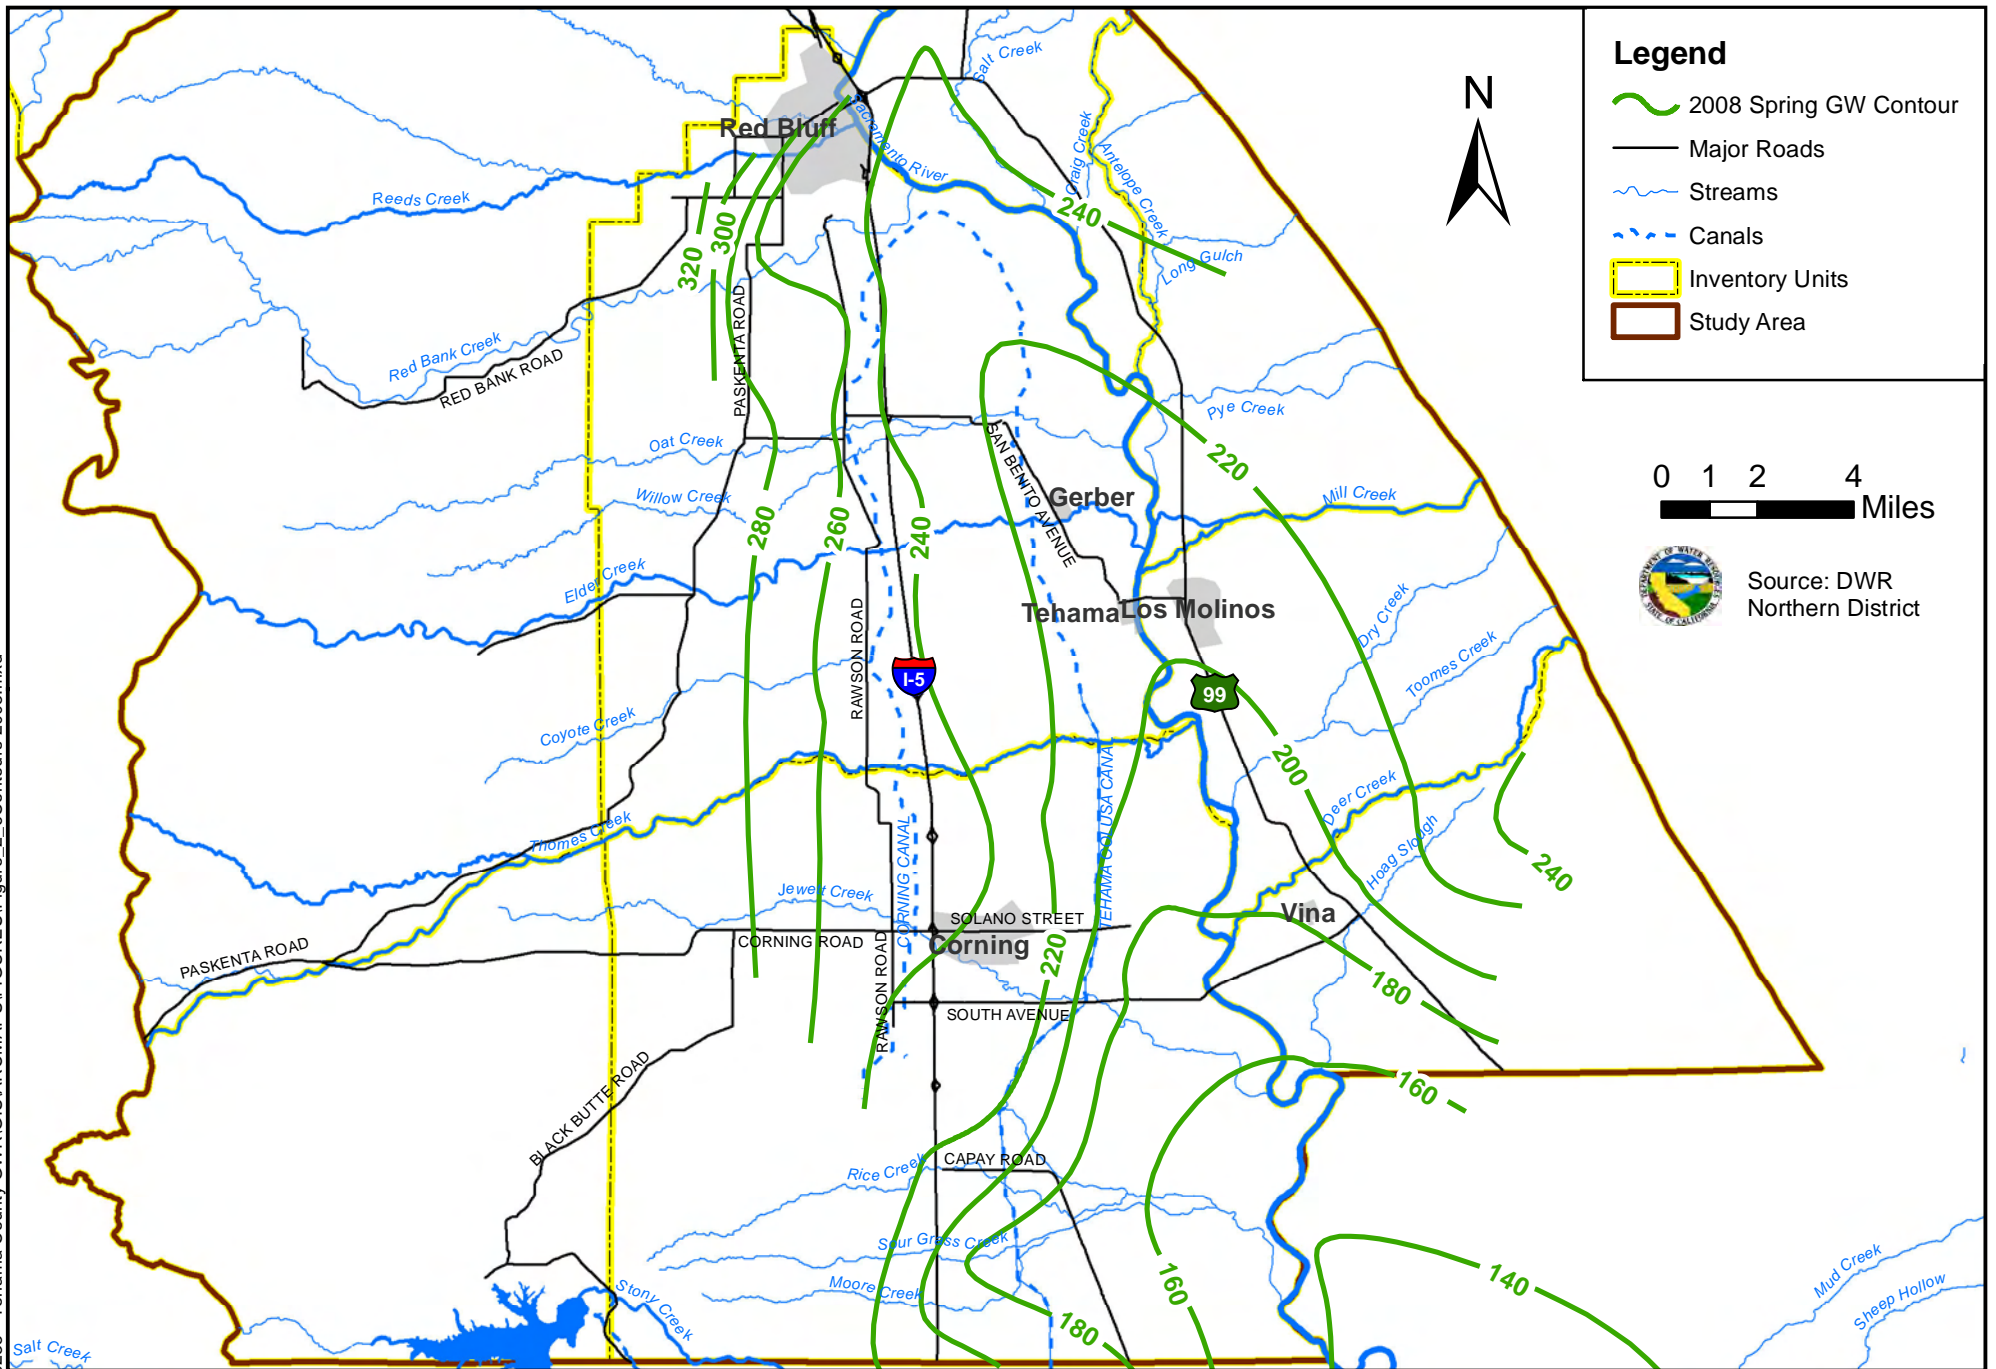 Legend
2008 Spring GW Contour
Major Roads
Streams
Canals
Inventory Units
Study Area
N
0 1 2 4
Miles
Source: DWR
Northern District
Salt Creek
Red Bluff
Sacramento River
Craig Creek
Antelope Creek
Reeds Creek
240
Long Gulch
300
320
PASKENTA ROAD
Red Bank Creek
RED BANK ROAD
Pye Creek
Oat Creek
SAN BENITO AVENUE
220
Willow Creek
Gerber
Mill Creek
280
260
240
Elder Creek
Tehama
Los Molinos
Dry Creek
Toomes Creek
RAWSON ROAD
I-5
99
Coyote Creek
200
TEHAMA COLUSA CANAL
Deer Creek
Thomes Creek
CORNING CANAL
Hoag Slough
240
Jewett Creek
SOLANO STREET
Vina
CORNING ROAD
Corning
PASKENTA ROAD
220
RAWSON ROAD
180
SOUTH AVENUE
BLACK BUTTE ROAD
160
CAPAY ROAD
Rice Creek
Sour Grass Creek
Moore Creek
160
140
Mud Creek
Sheep Hollow
Stony Creek
180
Salt Creek